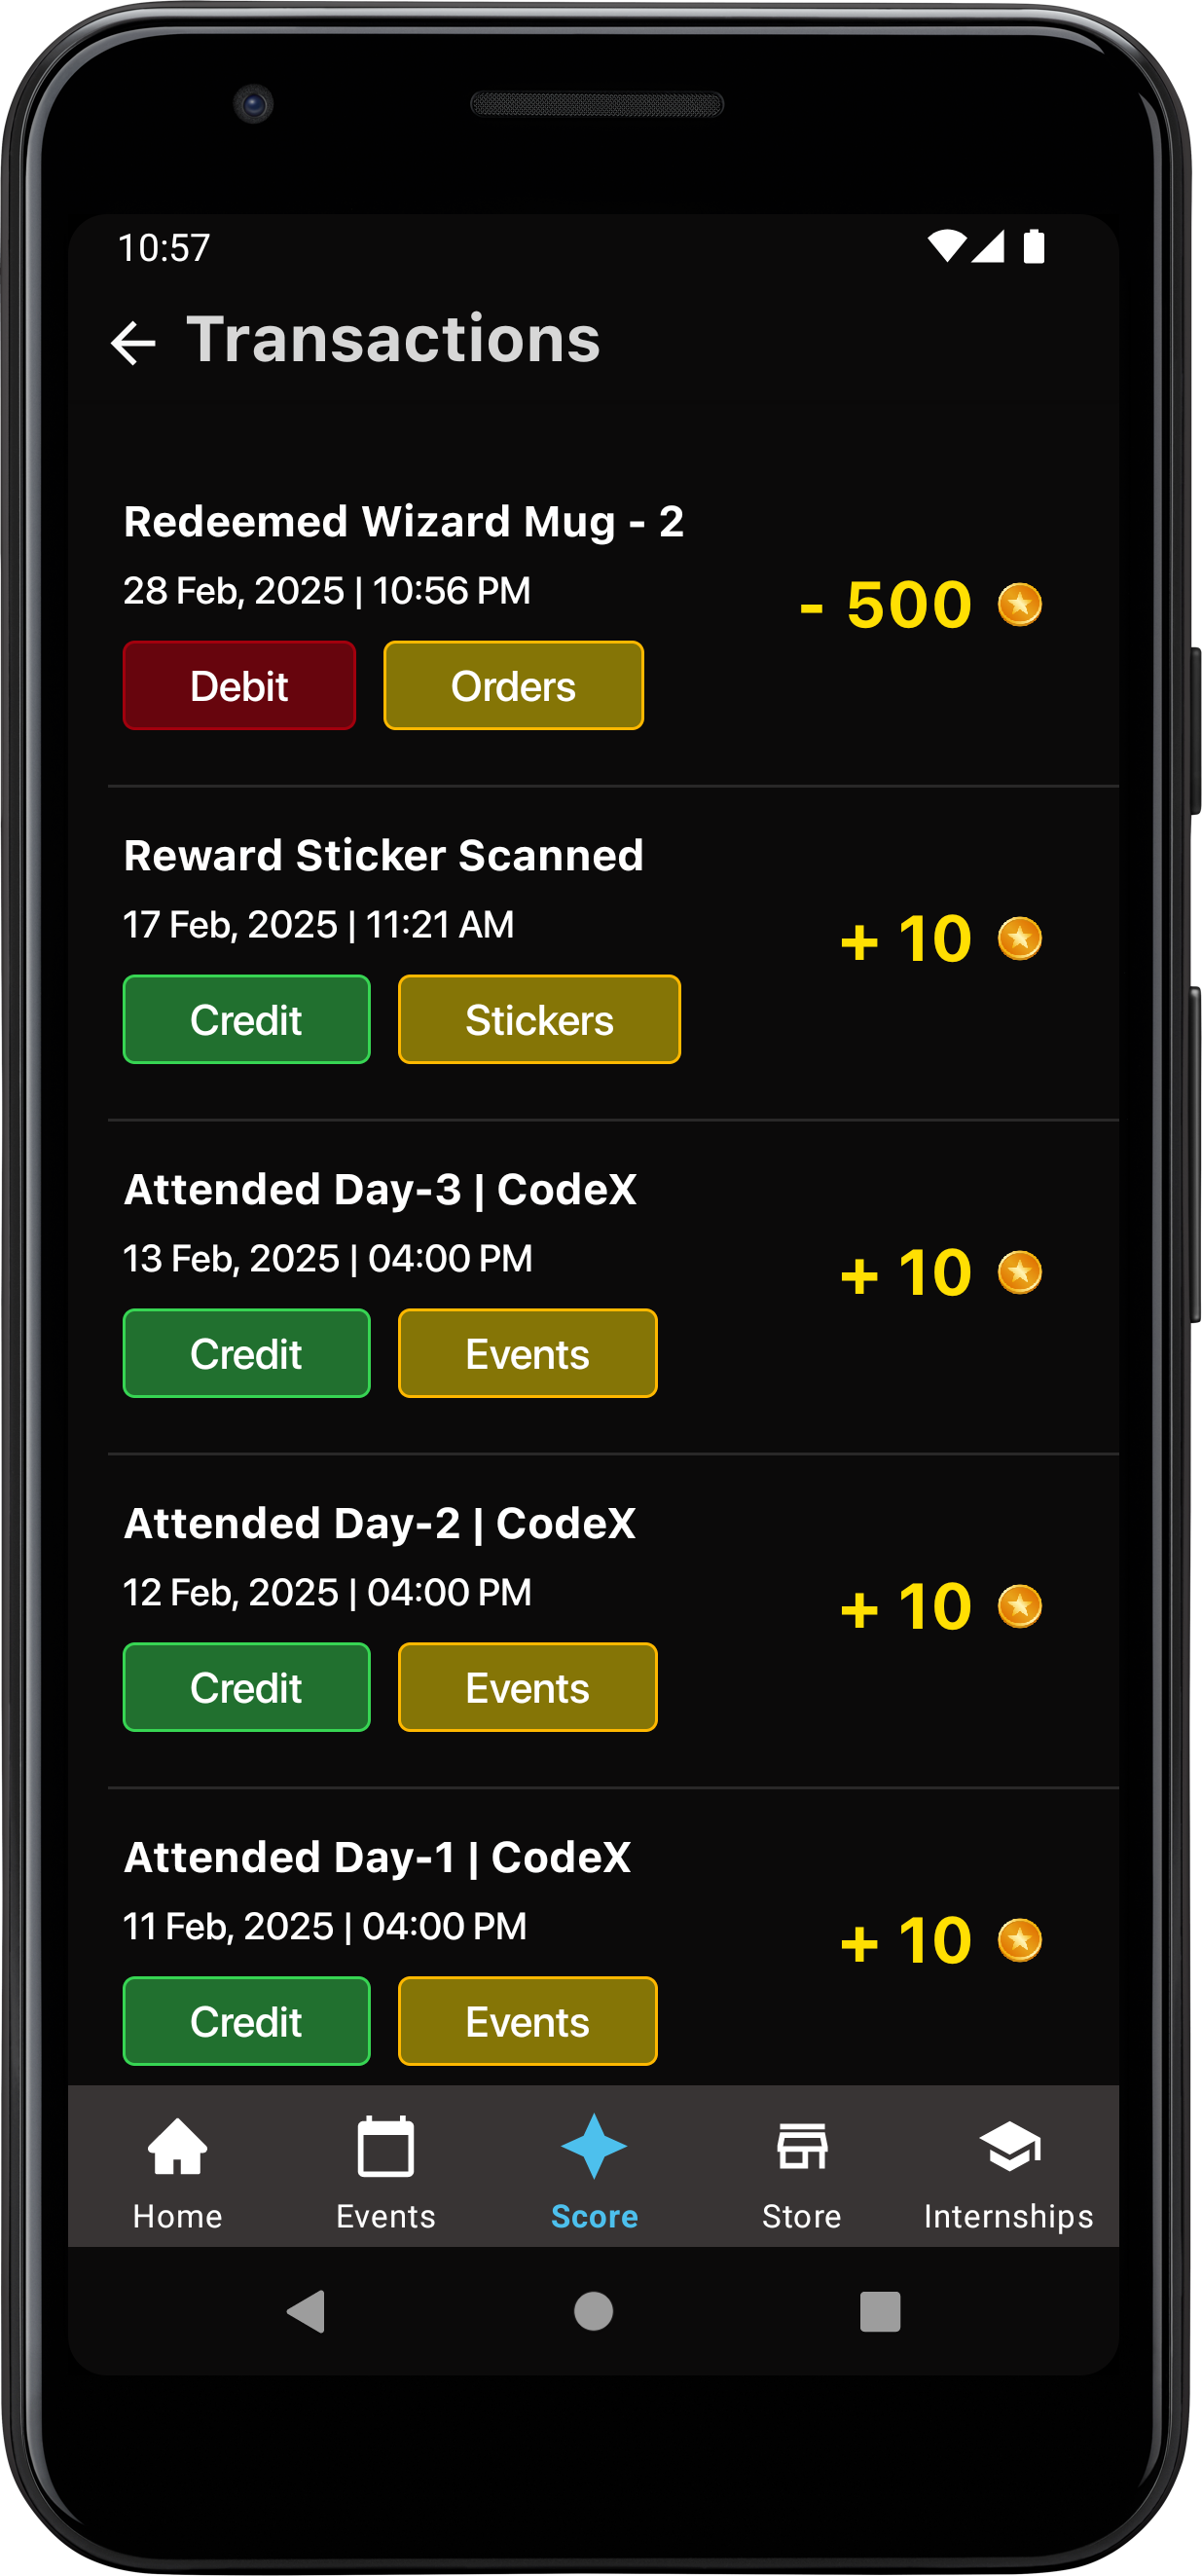 10:57
Transactions
Redeemed Wizard Mug - 2
28 Feb, 2025 | 10:56 PM
- 500
Debit
Orders
Reward Sticker Scanned
17 Feb, 2025 | 11:21 AM
+ 10
Credit
Stickers
Attended Day-3 | CodeX
13 Feb, 2025 | 04:00 PM
+ 10
Credit
Events
Attended Day-2 | CodeX
12 Feb, 2025 | 04:00 PM
+ 10
Credit
Events
Attended Day-1 | CodeX
11 Feb, 2025 | 04:00 PM
+ 10
Credit
Events
Home
Events
Score
Store
Internships